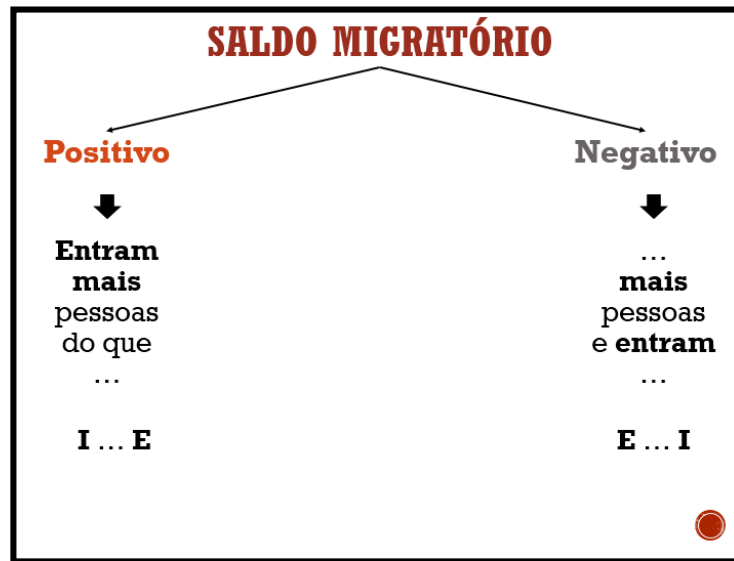 SALDO MIGRATÓRIO
Positivo
Entram
mais
pessoas
do que
...
I ... E
Negativo
...
mais
pessoas
e entram
...
E ... I